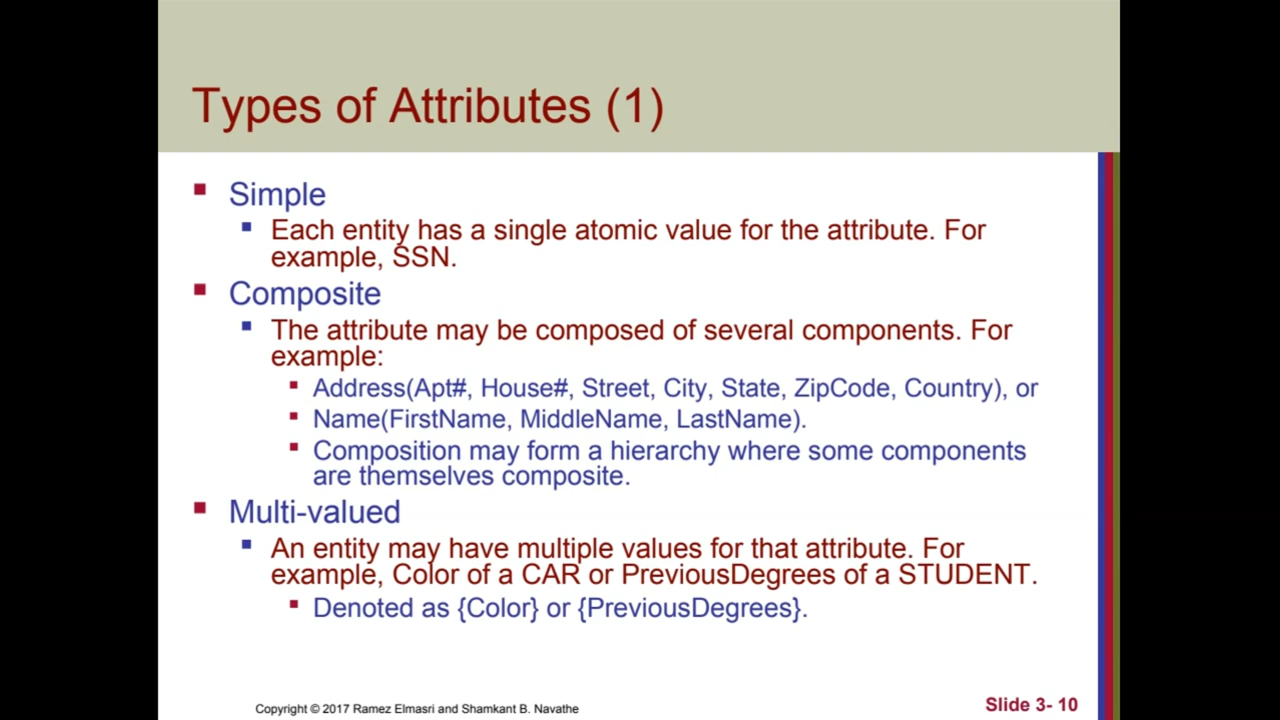 Types of Attributes (1)
Simple
Each entity has a single atomic value for the attribute. For
example, SSN.
Composite
The attribute may be composed of several components. For
example:
Address(Apt#, House#, Street, City, State, ZipCode, Country), or
Name(FirstName, MiddleName, LastName).
Composition may form a hierarchy where some components
are themselves composite.
Multi-valued
An entity may have multiple values for that attribute. For
example, Color of a CAR or PreviousDegrees of a STUDENT.
Denoted as {Color} or {PreviousDegrees}.
Copyright © 2017 Ramez Elmasri and Shamkant B. Navathe
Slide 3- 10